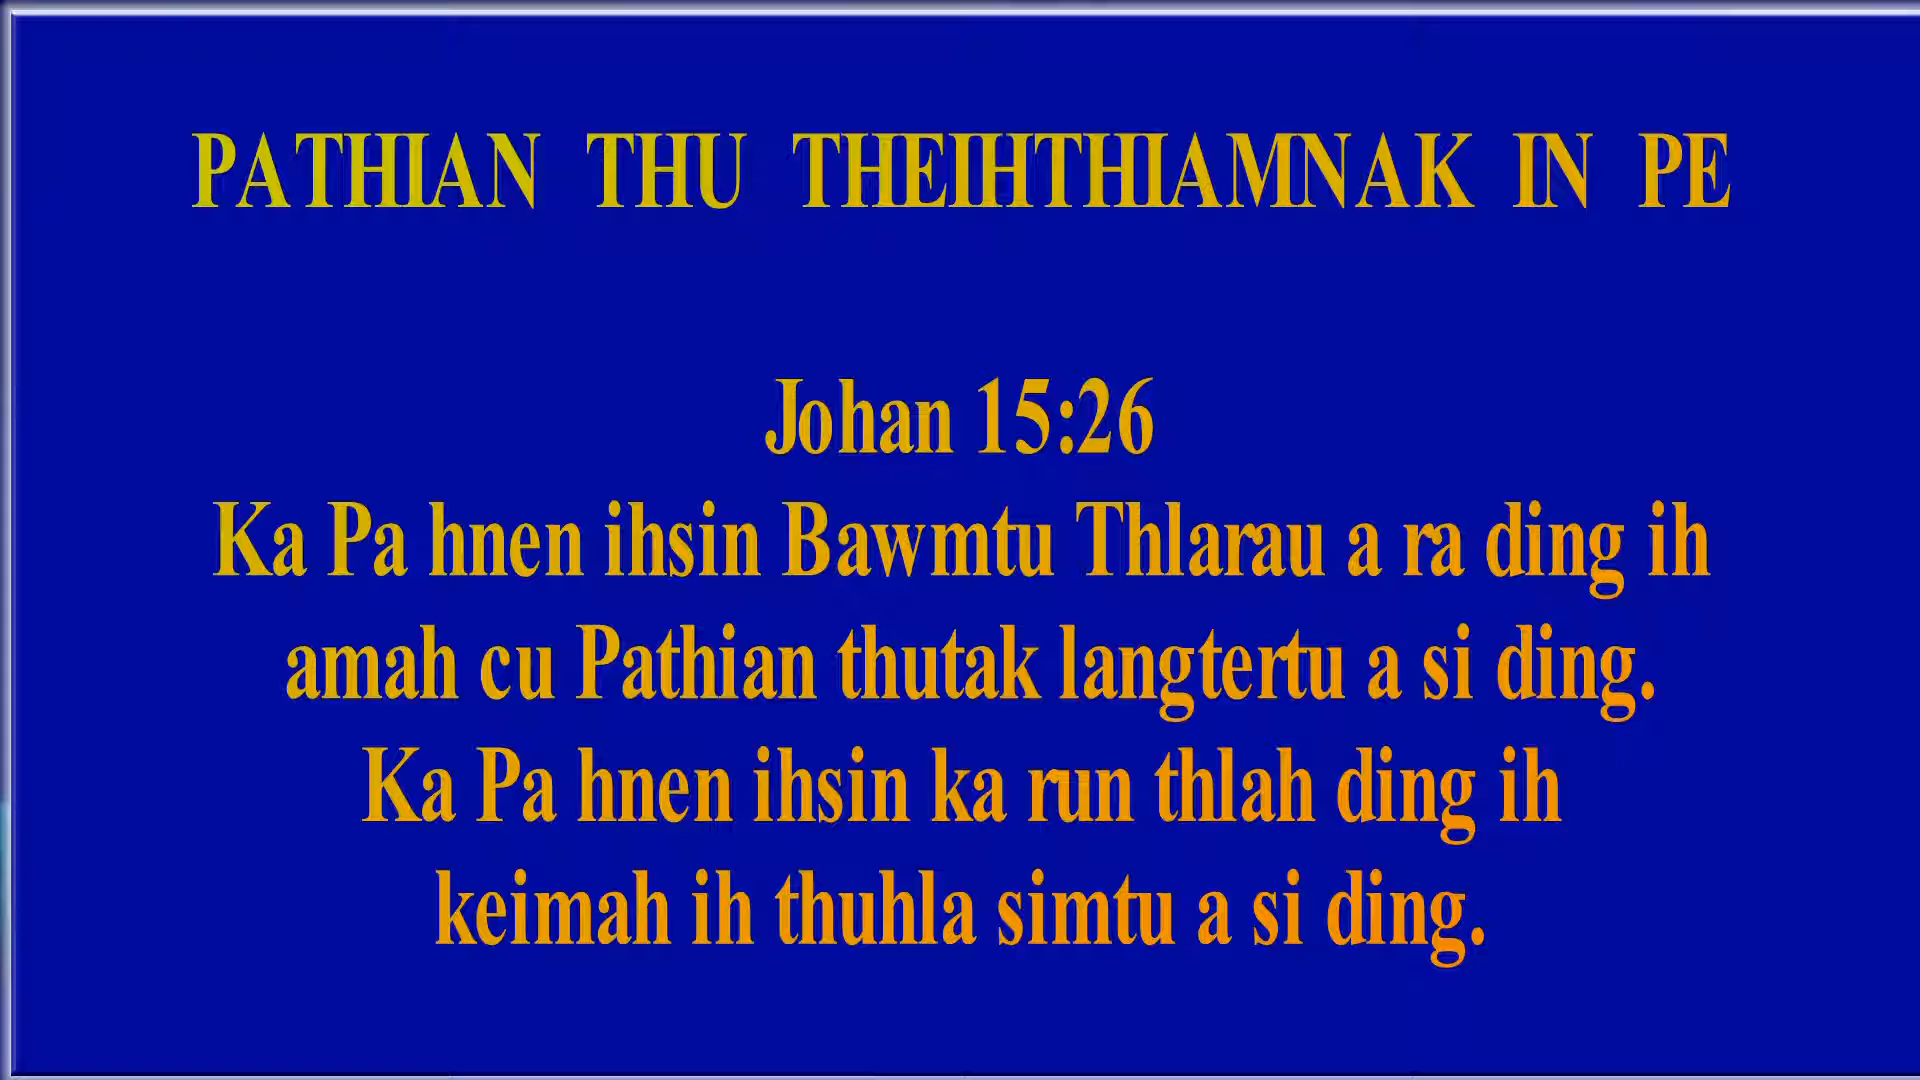 PATHIAN THU THEIHTHIAMNAK IN PE
Johan 15:26
Ka Pa hnen ihsin Bawmtu Thlarau a ra ding ih
amah cu Pathian thutak langtertu a si ding.
Ka Pa hnen ihsin ka run thlah ding ih
keimah ih thuhla simtu a si ding.